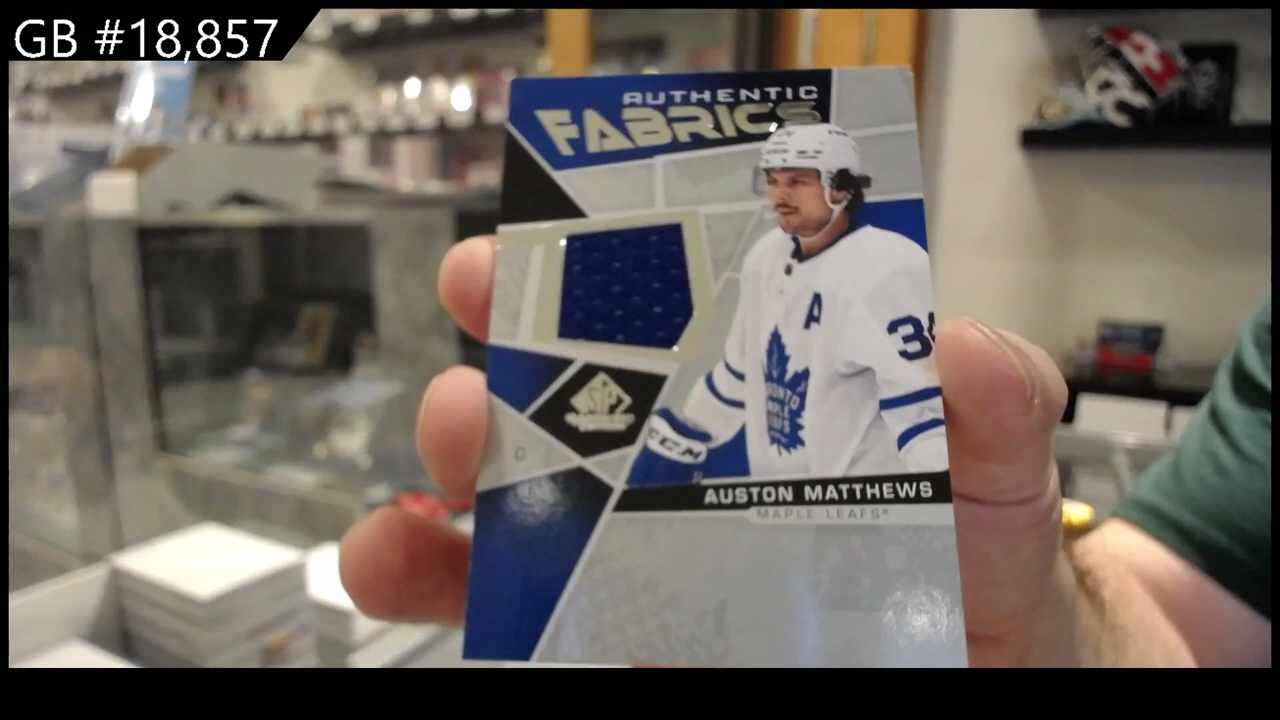 GB #18,857
AUTHENTIC
FABRICS
A
TORONTO
MAPLE
LEAFS
SP
C
CCM
AUSTON MATTHEWS
MAPLE LEAFS